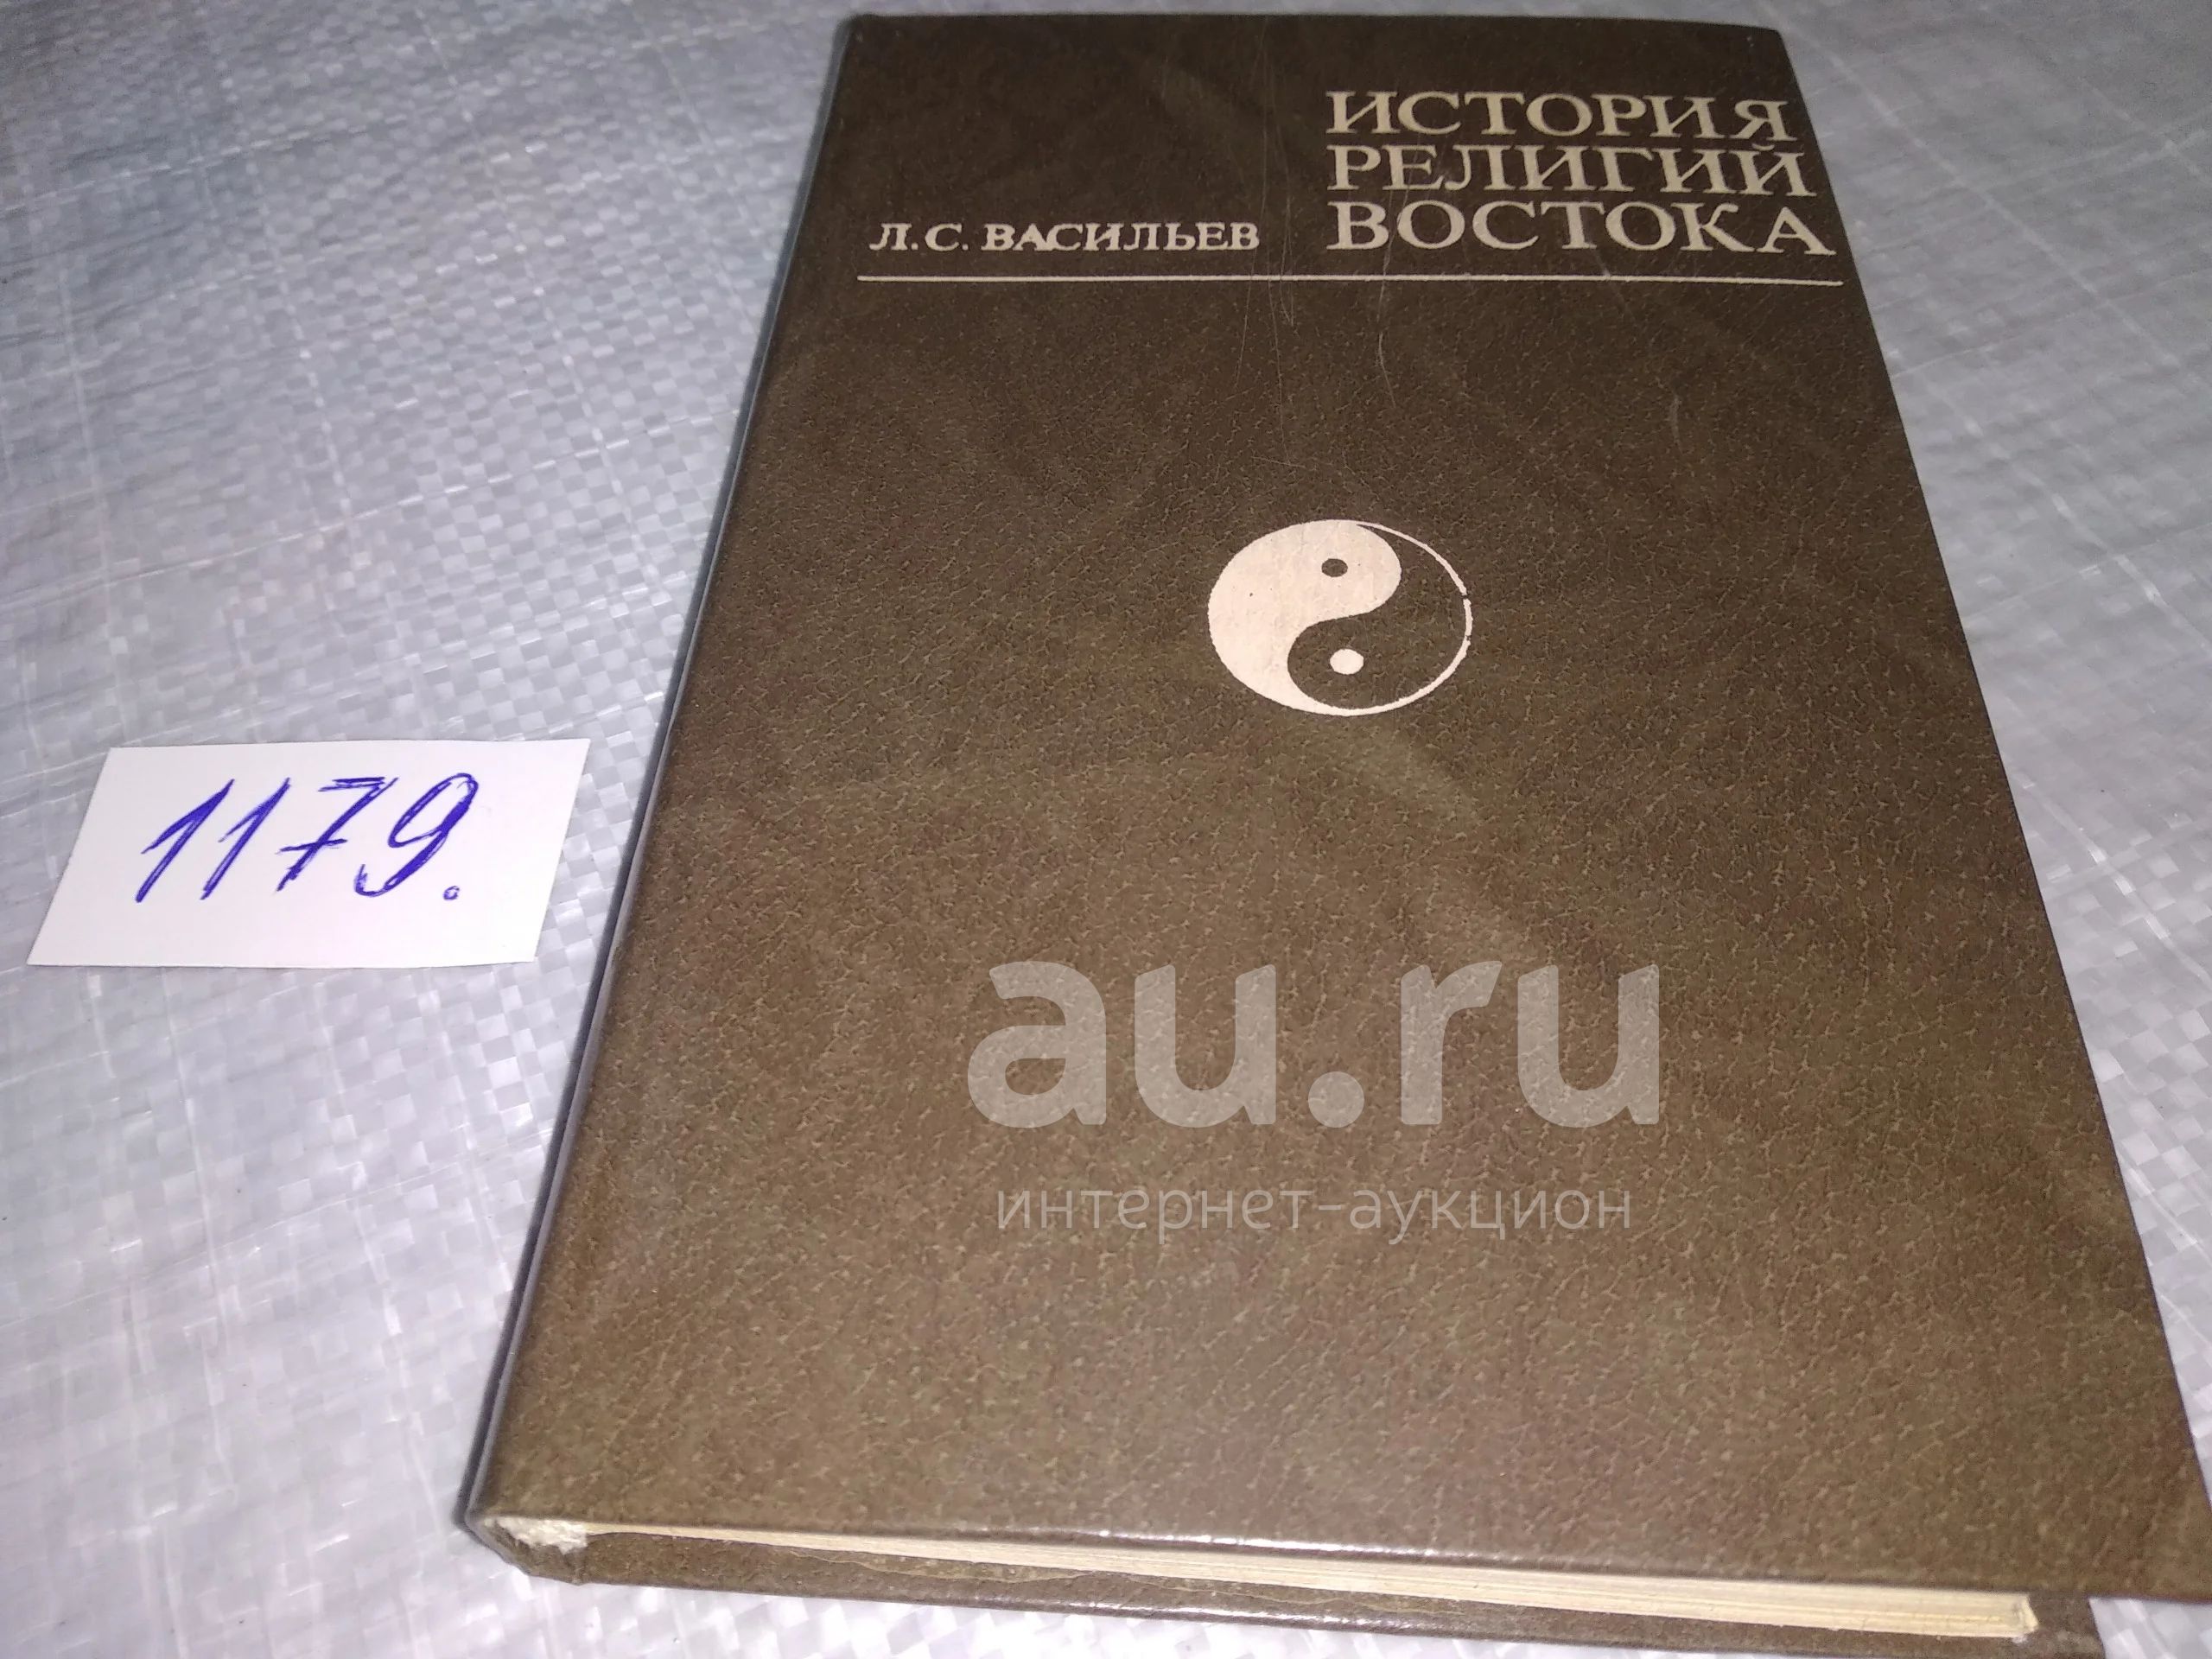 ИСТОРИЯ
РЕЛИГИЙ
Л.С. ВАСИЛЬЕВ ВОСТОКА
1179.
au.ru
интернет-аукцион